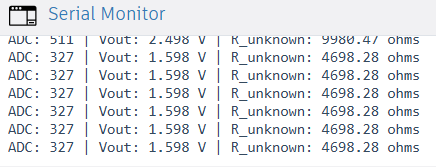 Serial Monitor
ADC: 511 | Vout: 2.498 V | R_unknown: 9980.47 ohms
ADC: 327 | Vout: 1.598 V | R_unknown: 4698.28 ohms
ADC: 327 | Vout: 1.598 V | R_unknown: 4698.28 ohms
ADC: 327 | Vout: 1.598 V | R_unknown: 4698.28 ohms
ADC: 327 | Vout: 1.598 V | R_unknown: 4698.28 ohms
ADC: 327 | Vout: 1.598 V | R_unknown: 4698.28 ohms
ADC: 327 | Vout: 1.598 V | R_unknown: 4698.28 ohms